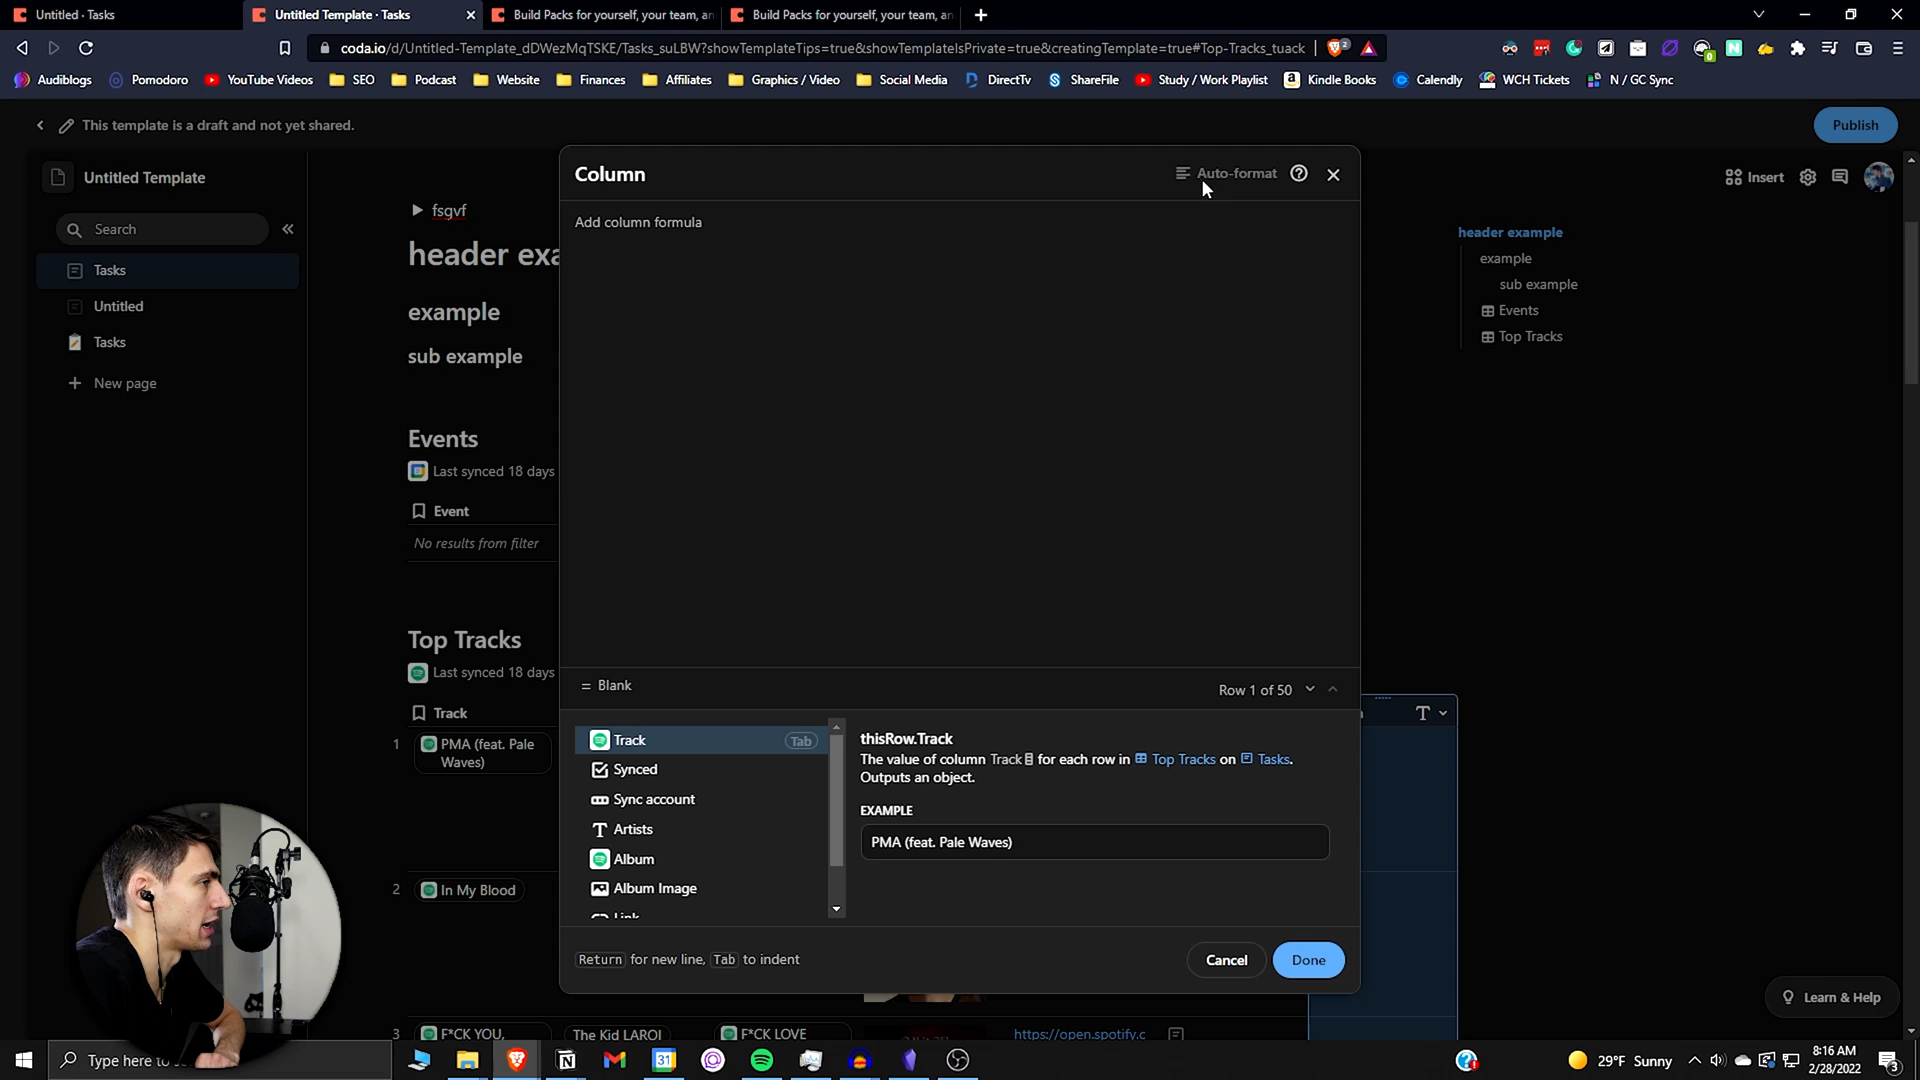 Untitled · Tasks
Untitled Template · Tasks
Build Packs for yourself, your team, an
Build Packs for yourself, your team, an
coda.io/d/Untitled-Template_dDWezMqTSKE/Tasks_suLBW?showTemplateTips=true&showTemplateIsPrivate=true&creatingTemplate=true#Top-Tracks_tuack
Audiblogs
Pomodoro
YouTube Videos
SEO
Podcast
Website
Finances
Affiliates
Graphics / Video
Social Media
DirectTv
ShareFile
Study / Work Playlist
Kindle Books
Calendly
WCH Tickets
N / GC Sync
This template is a draft and not yet shared.
Publish
Untitled Template
Search
Tasks
Untitled
Tasks
New page
Insert
fsgvf
header exa
example
sub example
Events
Last synced 18 days
Event
No results from filter
Top Tracks
Last synced 18 days
Track
1
PMA (feat. Pale
Waves)
2
In My Blood
3
F*CK YOU,
The Kid LAROI
F*CK LOVE
https://open.spotify.c
Column
Auto-format
Add column formula
= Blank
Row 1 of 50
Track
Tab
Synced
Sync account
Artists
Album
Album Image
Link
thisRow.Track
The value of column Track for each row in Top Tracks on Tasks.
Outputs an object.
EXAMPLE
PMA (feat. Pale Waves)
Return for new line, Tab to indent
Cancel
Done
header example
example
sub example
Events
Top Tracks
Learn & Help
Type here to
31
29°F Sunny
8:16 AM
2/28/2022
3